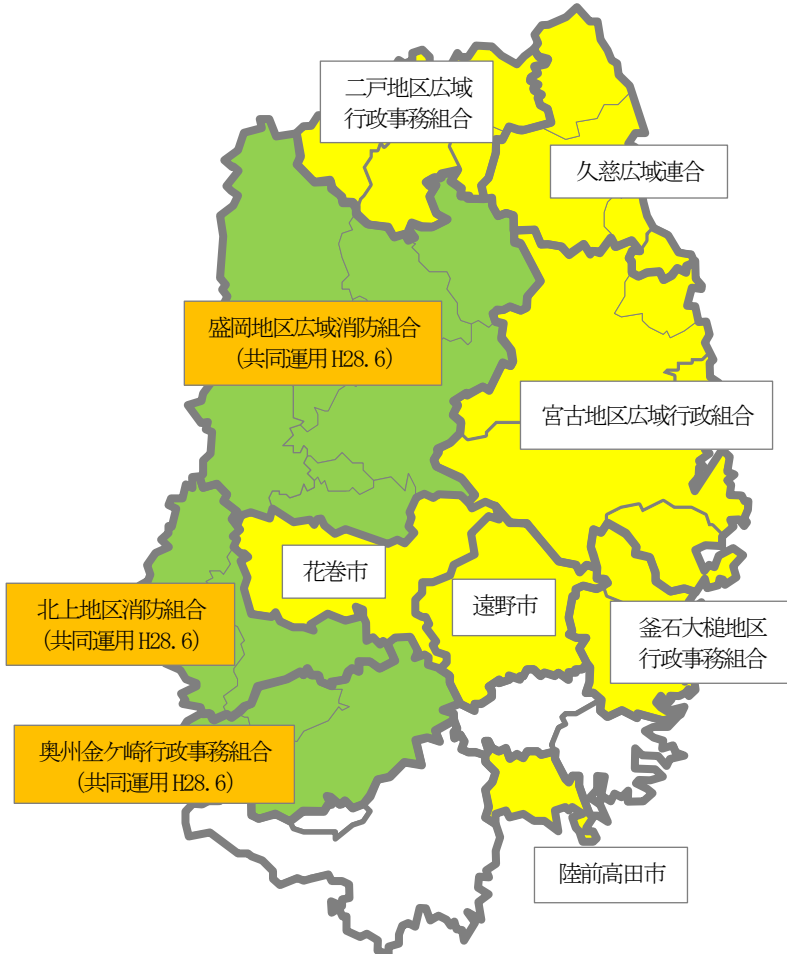 二戸地区広域
行政事務組合
久慈広域連合
盛岡地区広域消防組合
(共同運用 H28.6)
宮古地区広域行政組合
花巻市
遠野市
北上地区消防組合
(共同運用 H28.6)
釜石大槌地区
行政事務組合
奥州金ケ崎行政事務組合
(共同運用 H28.6)
陸前高田市